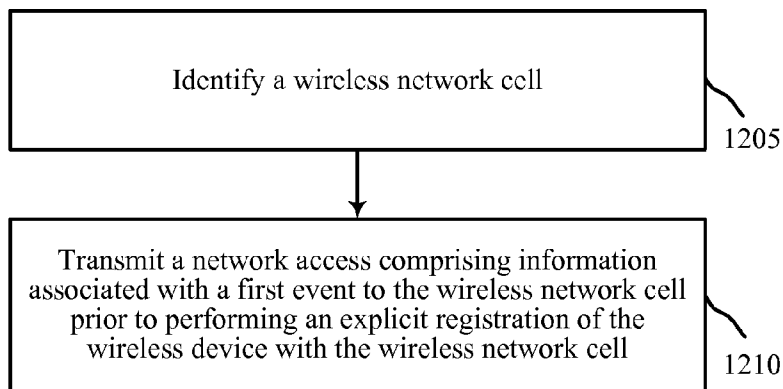 Identify a wireless network cell
1205
Transmit a network access comprising information
associated with a first event to the wireless network cell
prior to performing an explicit registration of the
wireless device with the wireless network cell
1210